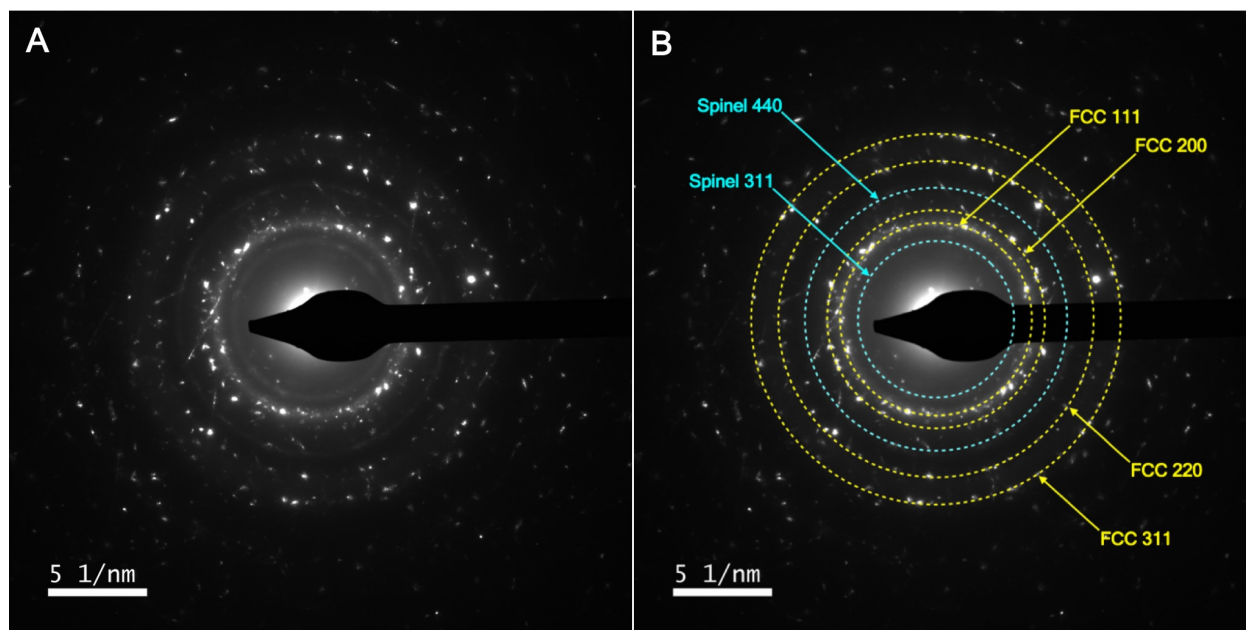 A
B
Spinel 440
FCC 111
FCC 200
Spinel 311
FCC 220
FCC 311
5 1/nm
5 1/nm